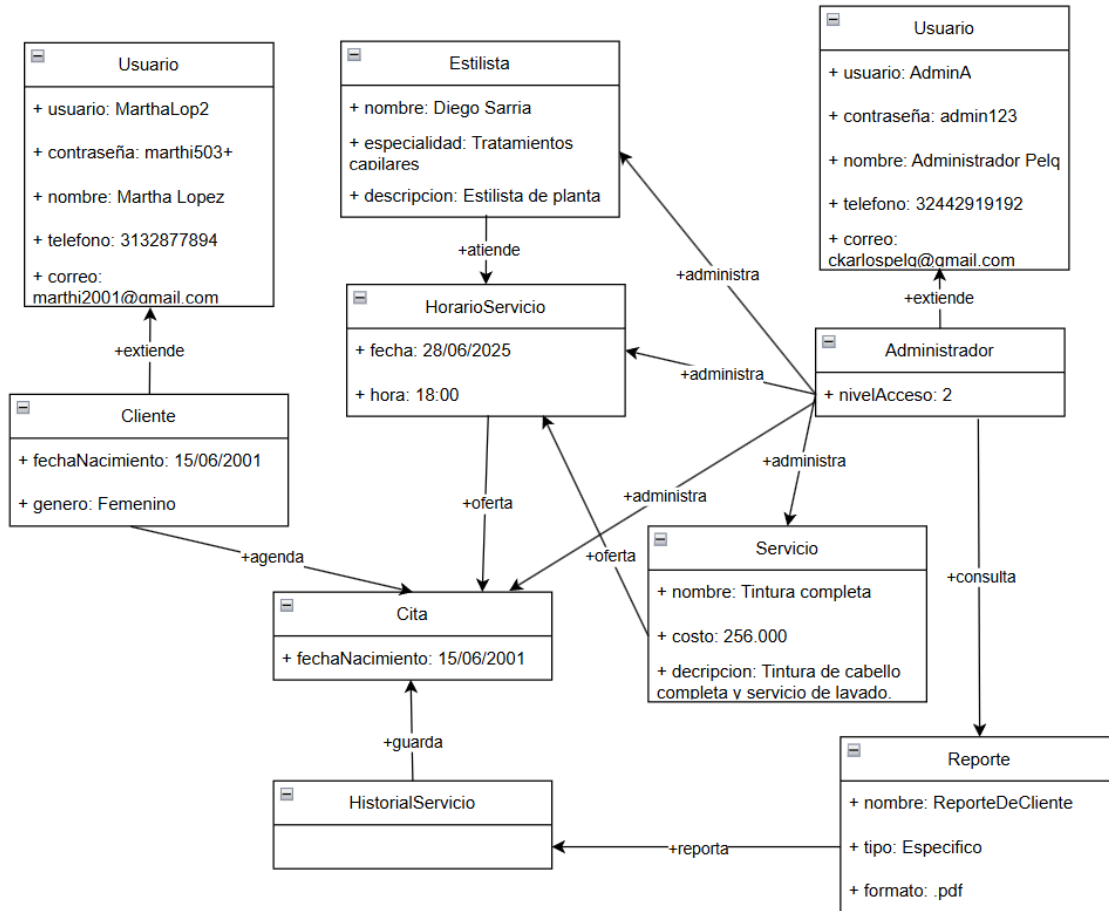 Usuario
+ usuario: MarthaLop2
+ contraseña: marthi503+
+ nombre: Martha Lopez
+ telefono: 3132877894
+ correo:
marthi2001@gmail.com
Estilista
+ nombre: Diego Sarria
+ especialidad: Tratamientos
capilares
+ descripcion: Estilista de planta
Usuario
+ usuario: AdminA
+ contraseña: admin123
+ nombre: Administrador Pelq
+ telefono: 32442919192
+ correo:
ckarlospelq@gmail.com
+atiende
+administra
+extiende
+extiende
HorarioServicio
+ fecha: 28/06/2025
+ hora: 18:00
+administra
Administrador
+ nivelAcceso: 2
Cliente
+ fechaNacimiento: 15/06/2001
+ genero: Femenino
+administra
+oferta
+administra
+agenda
+oferta
+consulta
Servicio
+ nombre: Tintura completa
+ costo: 256.000
+ decripcion: Tintura de cabello
completa y servicio de lavado.
Cita
+ fechaNacimiento: 15/06/2001
+guarda
HistorialServicio
+reporta
Reporte
+ nombre: ReporteDeCliente
+ tipo: Especifico
+ formato: .pdf